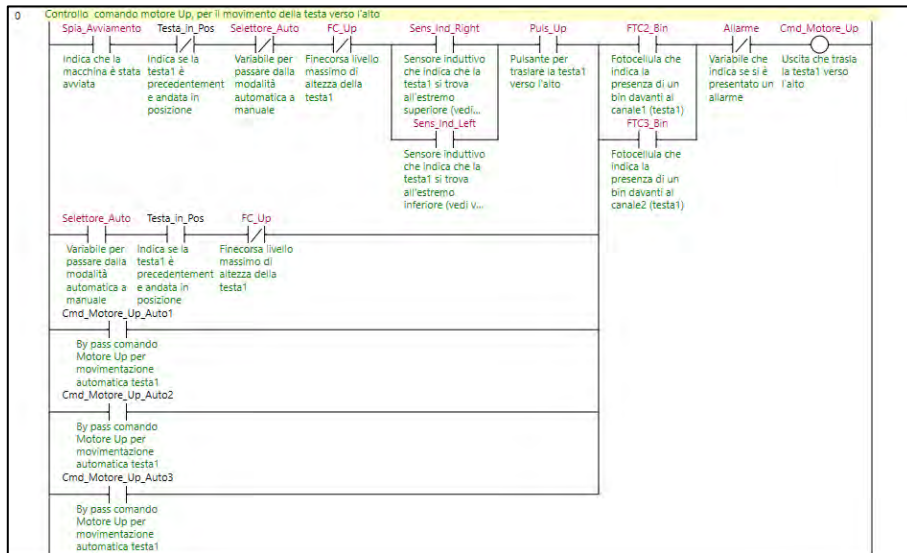 0 Controllo comando motore Up, per il movimento della testa verso l'alto
Spia_Avviamento Testa_in_Pos Selettore_Auto FC_Up Sens_Ind_Right Puls_Up FTC2_Bin Allarme Cmd_Motore_Up
Indica che la
macchina è stata
avviata
Indica se la
testa1 è
precedentement
e andata in
posizione
Variabile per
passare dalla
modalità
automatica a
manuale
Finecorsa livello
massimo di
altezza della
testa1
Sensore induttivo
che indica che la
testa1 si trova
all'estremo
superiore (vedi...
Pulsante per
traslare la testa1
verso l'alto
Fotocellula che
indica la
presenza di un
bin davanti al
canale1 (testa1)
Variabile che
indica se si è
presentato un
allarme
Uscita che trasla
la testa1 verso
l'alto
Sens_Ind_Left
Sensore induttivo
che indica che la
testa1 si trova
all'estremo
inferiore (vedi v...
FTC3_Bin
Fotocellula che
indica la
presenza di un
bin davanti al
canale2 (testa1)
Selettore_Auto Testa_in_Pos FC_Up
Variabile per
passare dalla
modalità
automatica a
manuale
Indica se la
testa1 è
precedentement
e andata in
posizione
Finecorsa livello
massimo di
altezza della
testa1
Cmd_Motore_Up_Auto1
By pass comando
Motore Up per
movimentazione
automatica testa1
Cmd_Motore_Up_Auto2
By pass comando
Motore Up per
movimentazione
automatica testa1
Cmd_Motore_Up_Auto3
By pass comando
Motore Up per
movimentazione
automatica testa1